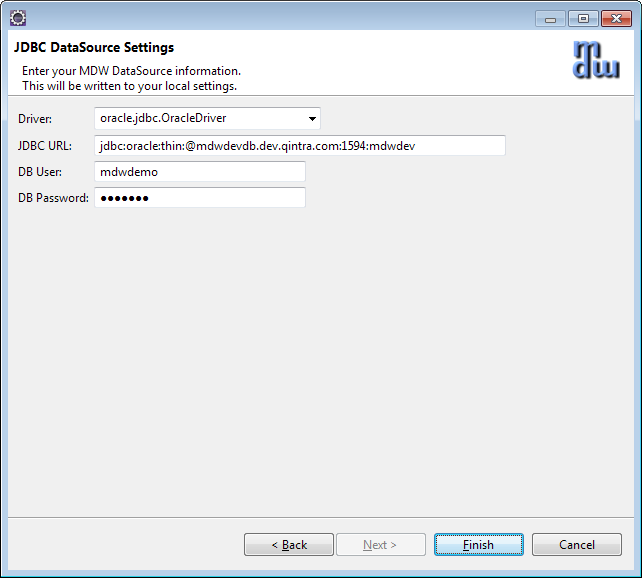 JDBC DataSource Settings
Enter your MDW DataSource information.
This will be written to your local settings.
mdw
Driver: oracle.jdbc.OracleDriver
JDBC URL: jdbc:oracle:thin:@mdwdevdb.dev.qintra.com:1594:mdwdev
DB User: mdwdemo
DB Password: ●●●●●●●
< Back Next > Finish Cancel